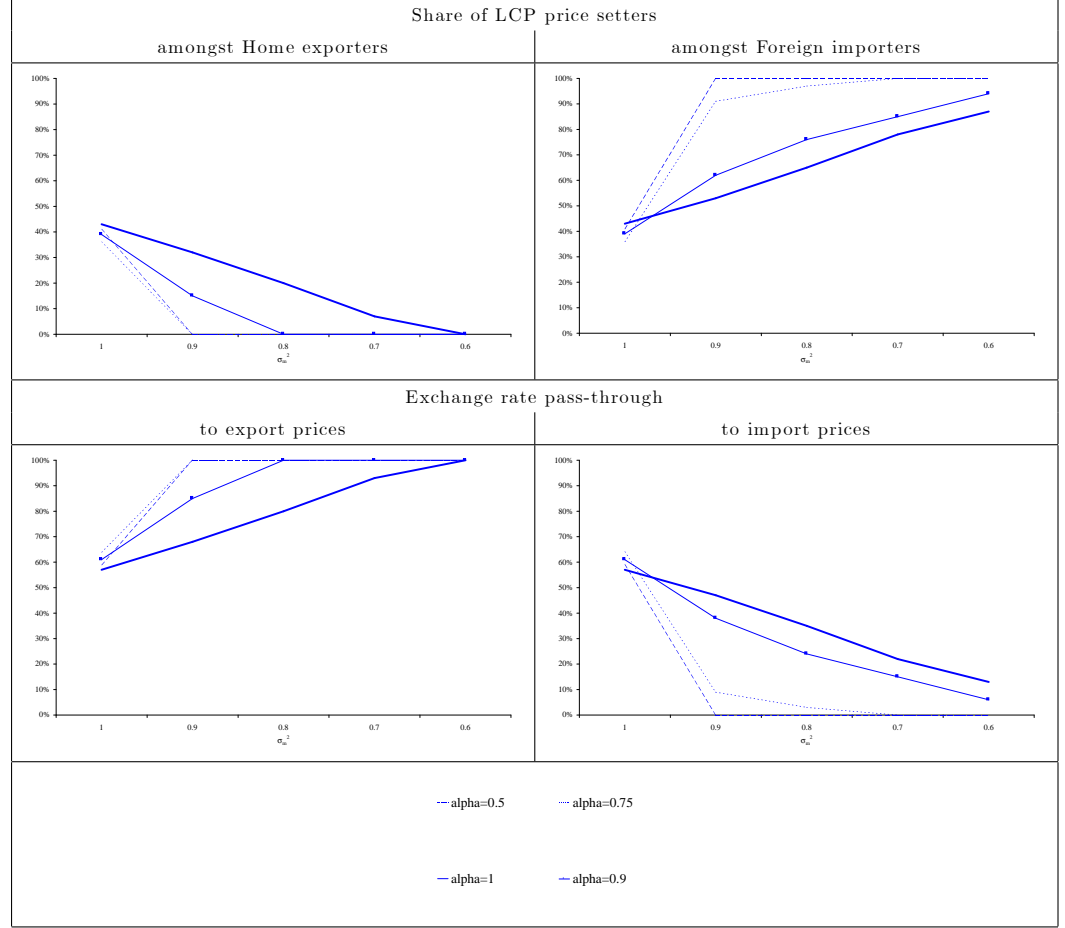 Share of LCP price setters
amongst Home exporters
amongst Foreign importers
100%
90%
80%
70%
60%
50%
40%
30%
20%
10%
0%
1 0.9 0.8 0.7 0.6
σm²
100%
90%
80%
70%
60%
50%
40%
30%
20%
10%
0%
1 0.9 0.8 0.7 0.6
σm²
Exchange rate pass-through
to export prices
to import prices
100%
90%
80%
70%
60%
50%
40%
30%
20%
10%
0%
1 0.9 0.8 0.7 0.6
σm²
100%
90%
80%
70%
60%
50%
40%
30%
20%
10%
0%
1 0.9 0.8 0.7 0.6
σm²
alpha=0.5 alpha=0.75
alpha=1 alpha=0.9